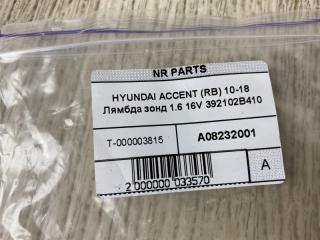 NR PARTS
HYUNDAI ACCENT (RB) 10-18
Лямбда зонд 1.6 16V 392102B410
T-000003815
A08232001
A
2 000000 033570